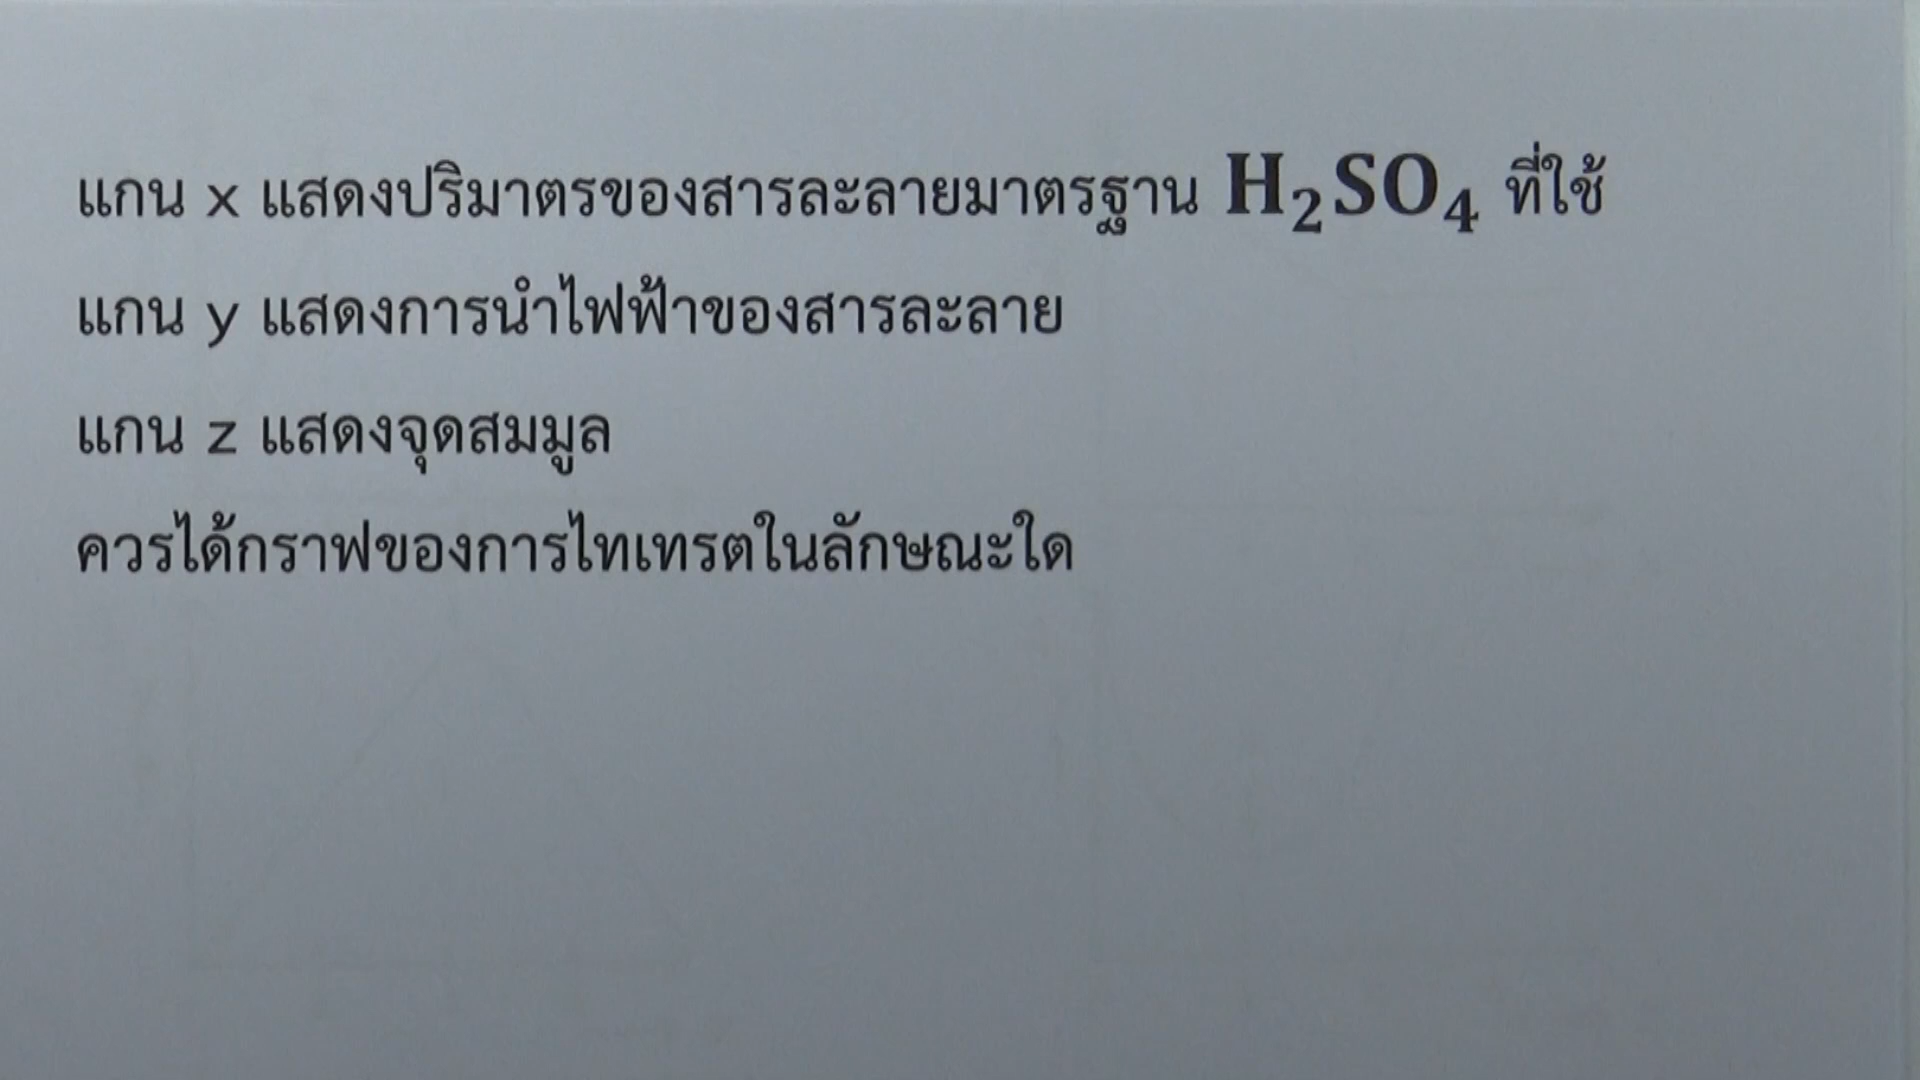 แกน x แสดงปริมาตรของสารละลายมาตรฐาน H₂SO₄ ที่ใช้
แกน y แสดงการนำไฟฟ้าของสารละลาย
แกน z แสดงจุดสมมูล
ควรได้กราฟของการไทเทรตในลักษณะใด